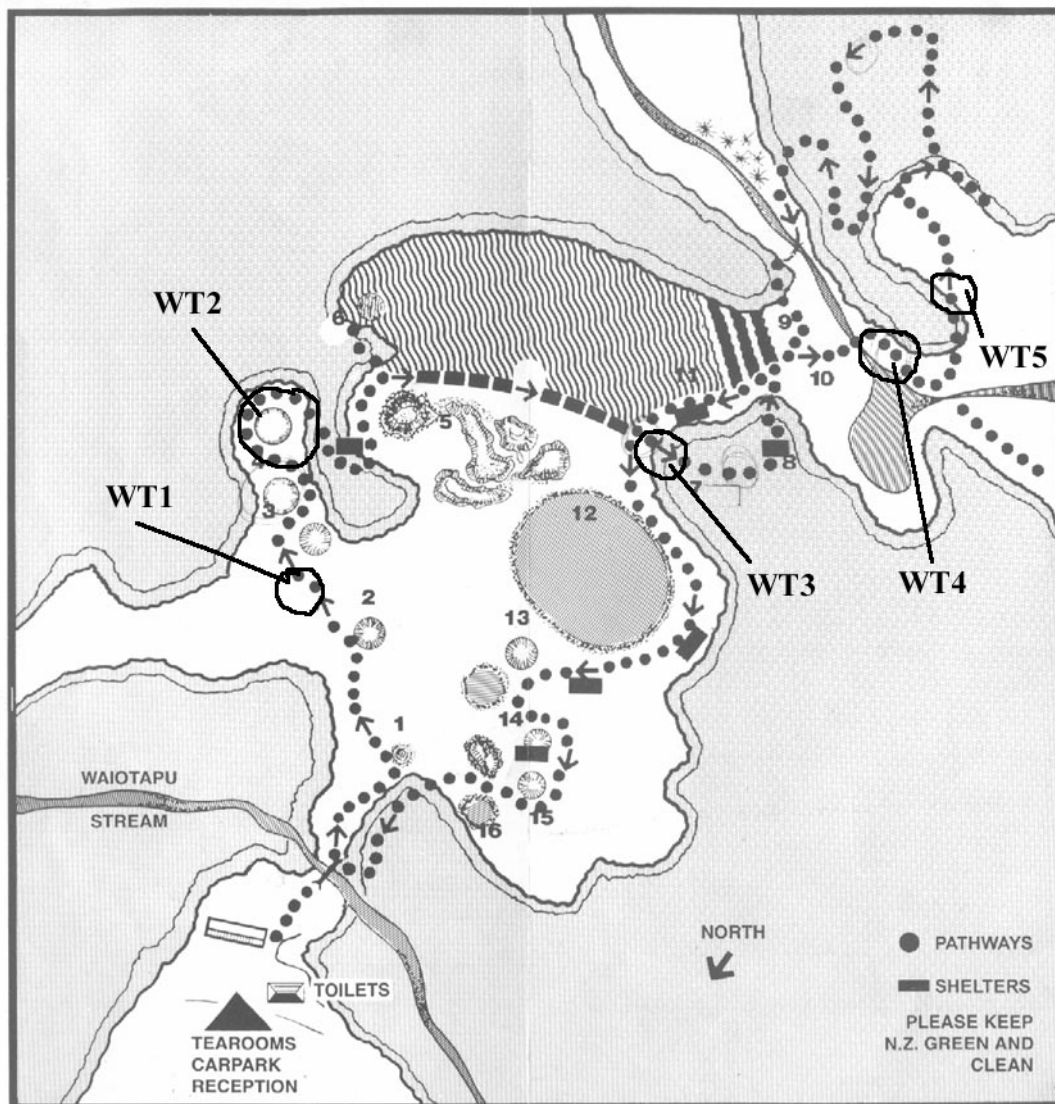 WT2
WT5
6
9
10
11
5
4
WT1
3
7
8
12
WT3
WT4
2
13
14
1
WAIOTAPU
STREAM
15
16
NORTH
PATHWAYS
SHELTERS
PLEASE KEEP
N.Z. GREEN AND
CLEAN
TOILETS
TEAROOMS
CARPARK
RECEPTION